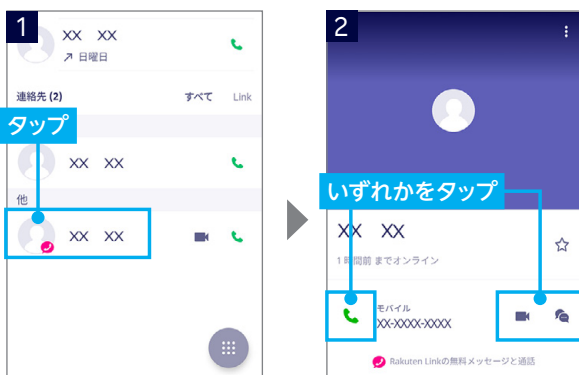 1
XX XX
日曜日
連絡先 (2)
すべて Link
タップ
XX XX
他
XX XX
2
いずれかをタップ
XX XX
1時間前 までオンライン
モバイル
XX-XXXX-XXXX
Rakuten Linkの無料メッセージと通話